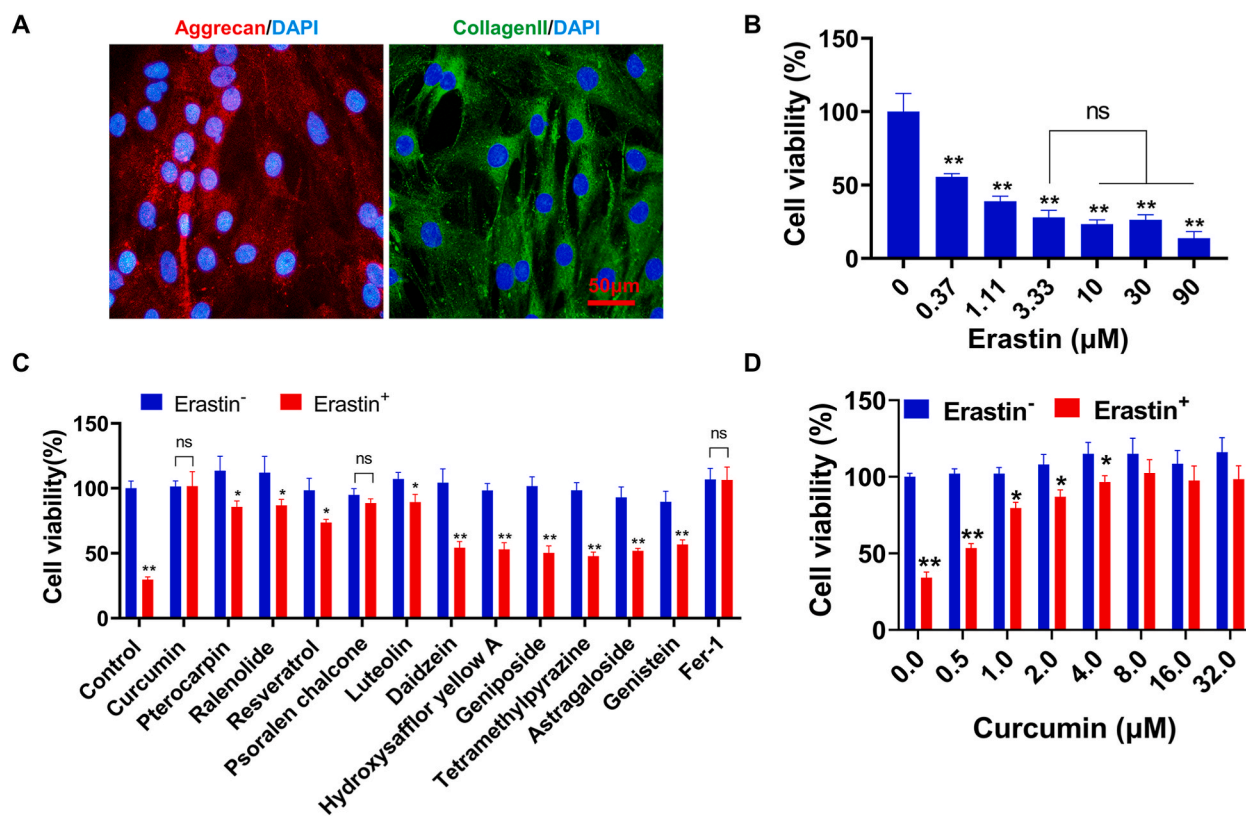 A
Aggrecan/DAPI
CollagenII/DAPI
50μm
B
Cell viability (%)
150
100
50
0
**
**
**
**
**
**
ns
0
0.37
1.11
3.33
10
30
90
Erastin (μM)
C
Erastin-
Erastin+
Cell viability(%)
150
100
50
0
**
ns
*
*
*
ns
*
**
**
**
**
**
**
ns
Control
Curcumin
Pterocarpin
Ralenolide
Resveratrol
Psoralen chalcone
Luteolin
Daidzein
Hydroxysafflor yellow A
Geniposide
Tetramethylpyrazine
Astragaloside
Genistein
Fer-1
D
Erastin-
Erastin+
Cell viability (%)
150
100
50
0
**
**
*
*
*
0.0
0.5
1.0
2.0
4.0
8.0
16.0
32.0
Curcumin (μM)